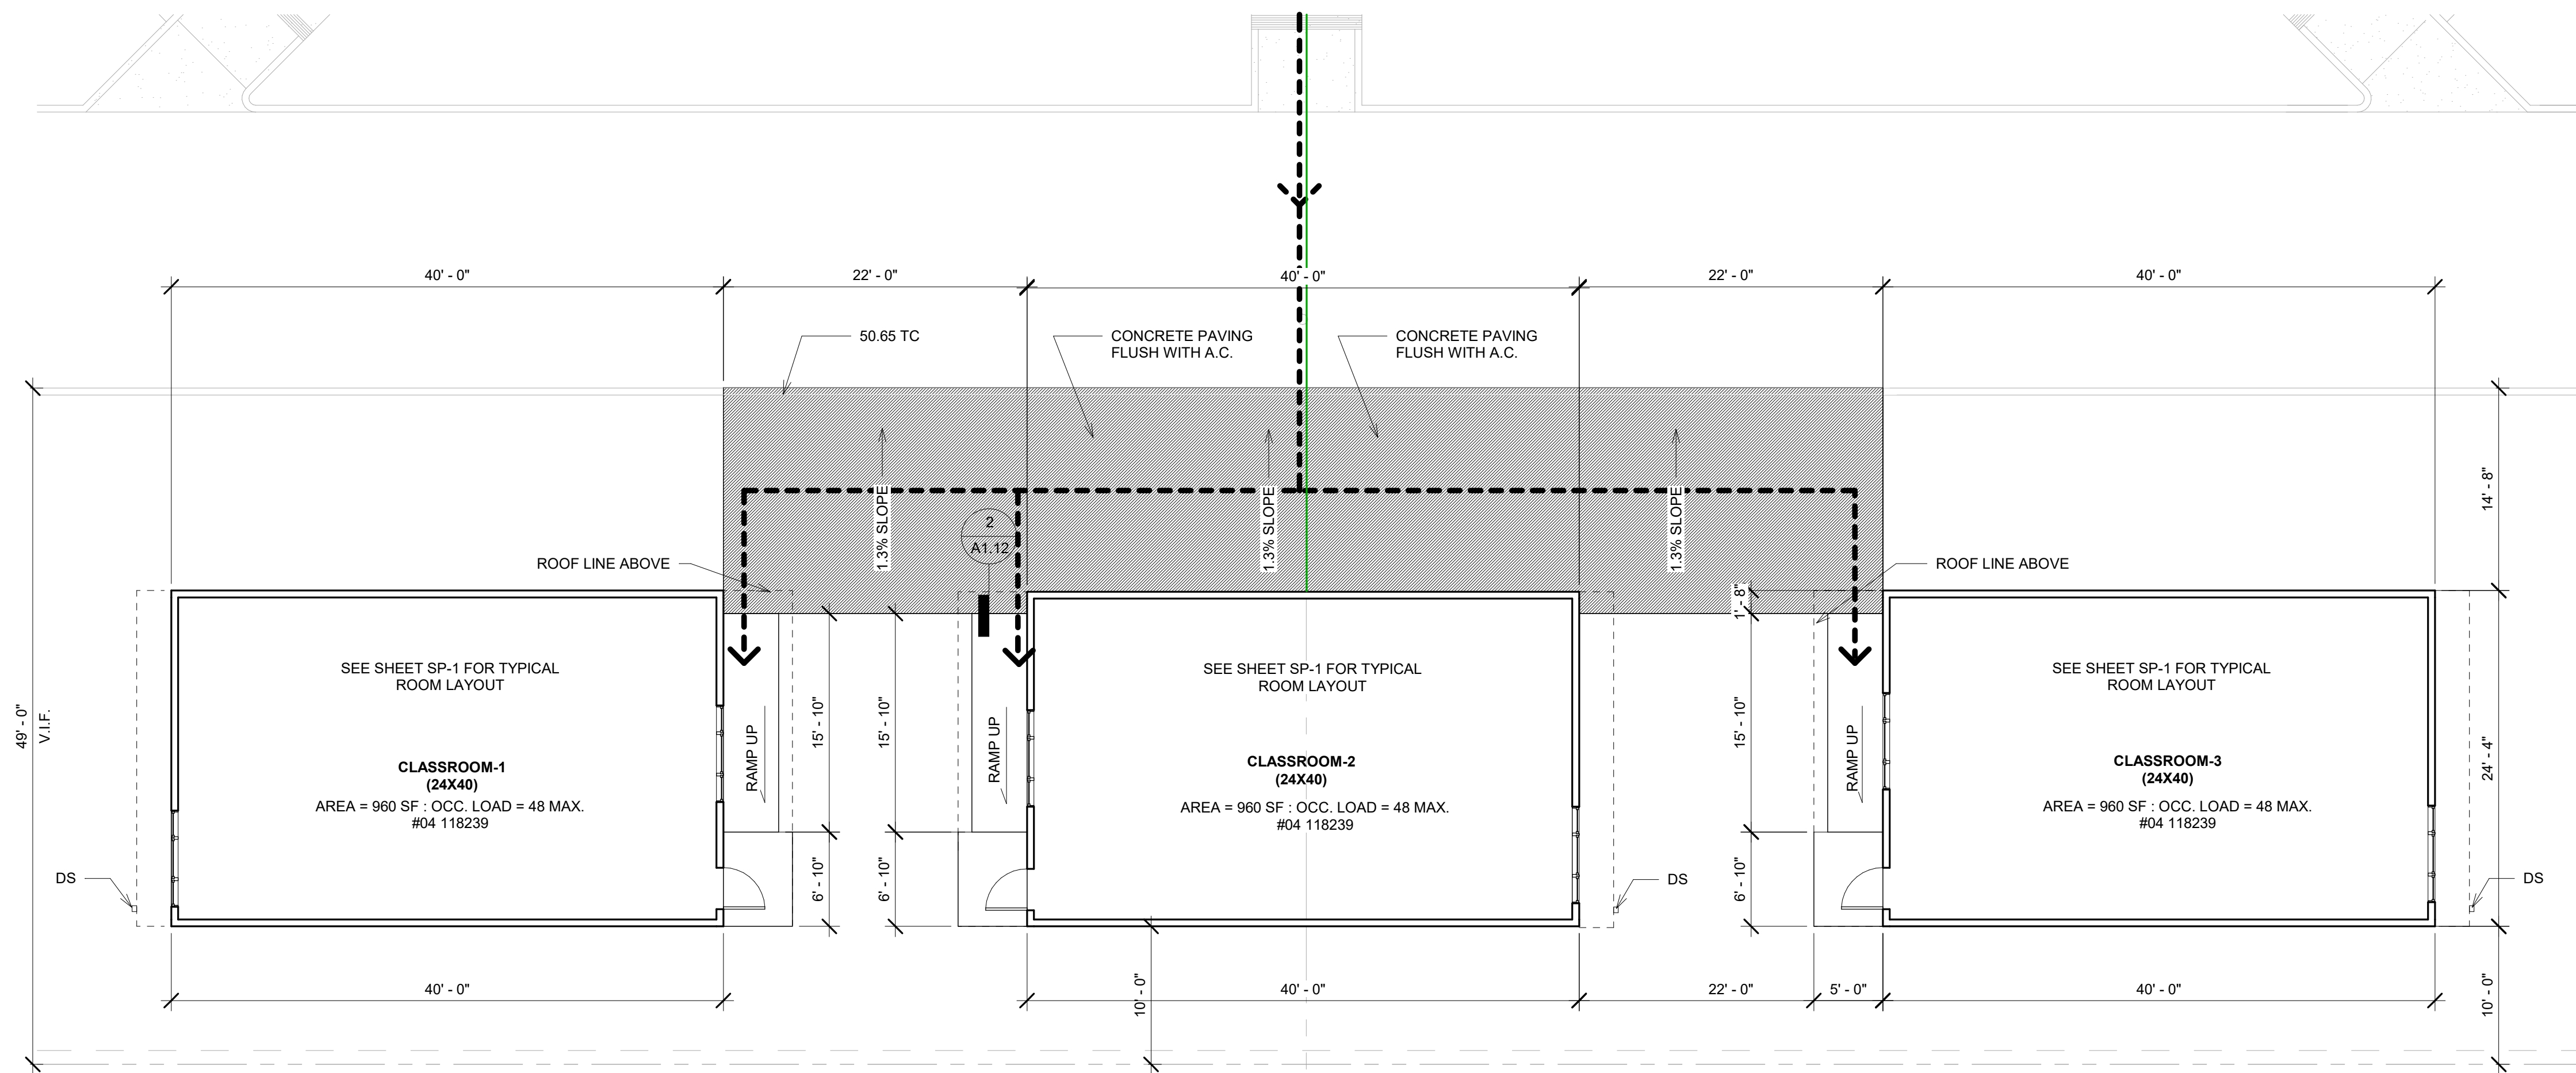 40' - 0"
22' - 0"
40' - 0"
22' - 0"
40' - 0"
50.65 TC
CONCRETE PAVING
FLUSH WITH A.C.
CONCRETE PAVING
FLUSH WITH A.C.
14' - 8"
1.3% SLOPE
1.3% SLOPE
1.3% SLOPE
2
A1.12
ROOF LINE ABOVE
ROOF LINE ABOVE
1' - 8"
SEE SHEET SP-1 FOR TYPICAL
ROOM LAYOUT
SEE SHEET SP-1 FOR TYPICAL
ROOM LAYOUT
SEE SHEET SP-1 FOR TYPICAL
ROOM LAYOUT
49' - 0"
V.I.F.
15' - 10"
15' - 10"
15' - 10"
RAMP UP
RAMP UP
RAMP UP
24' - 4"
CLASSROOM-1
(24X40)
AREA = 960 SF : OCC. LOAD = 48 MAX.
#04 118239
CLASSROOM-2
(24X40)
AREA = 960 SF : OCC. LOAD = 48 MAX.
#04 118239
CLASSROOM-3
(24X40)
AREA = 960 SF : OCC. LOAD = 48 MAX.
#04 118239
DS
6' - 10"
6' - 10"
DS
6' - 10"
DS
40' - 0"
10' - 0"
40' - 0"
22' - 0"
5' - 0"
40' - 0"
10' - 0"